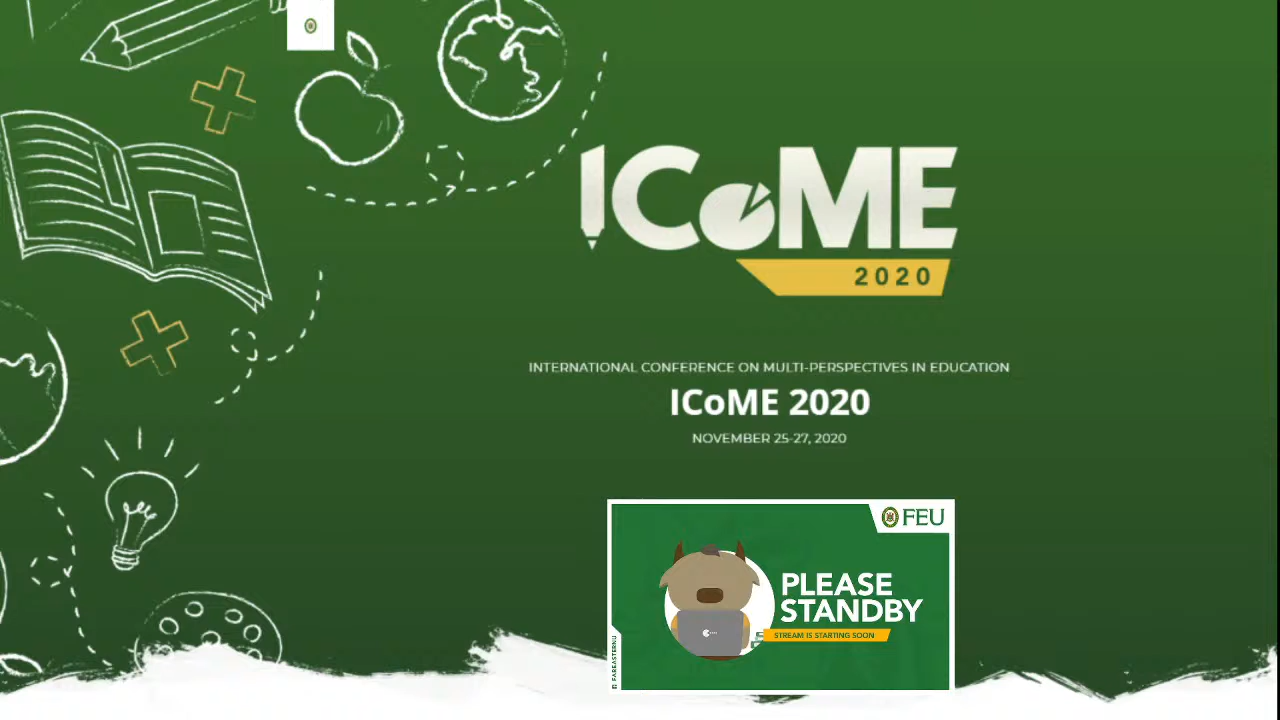 ICoME
2020
INTERNATIONAL CONFERENCE ON MULTI-PERSPECTIVES IN EDUCATION
ICoME 2020
NOVEMBER 25-27, 2020
FEU
PLEASE
STANDBY
STREAM IS STARTING SOON
FAREASTERNU